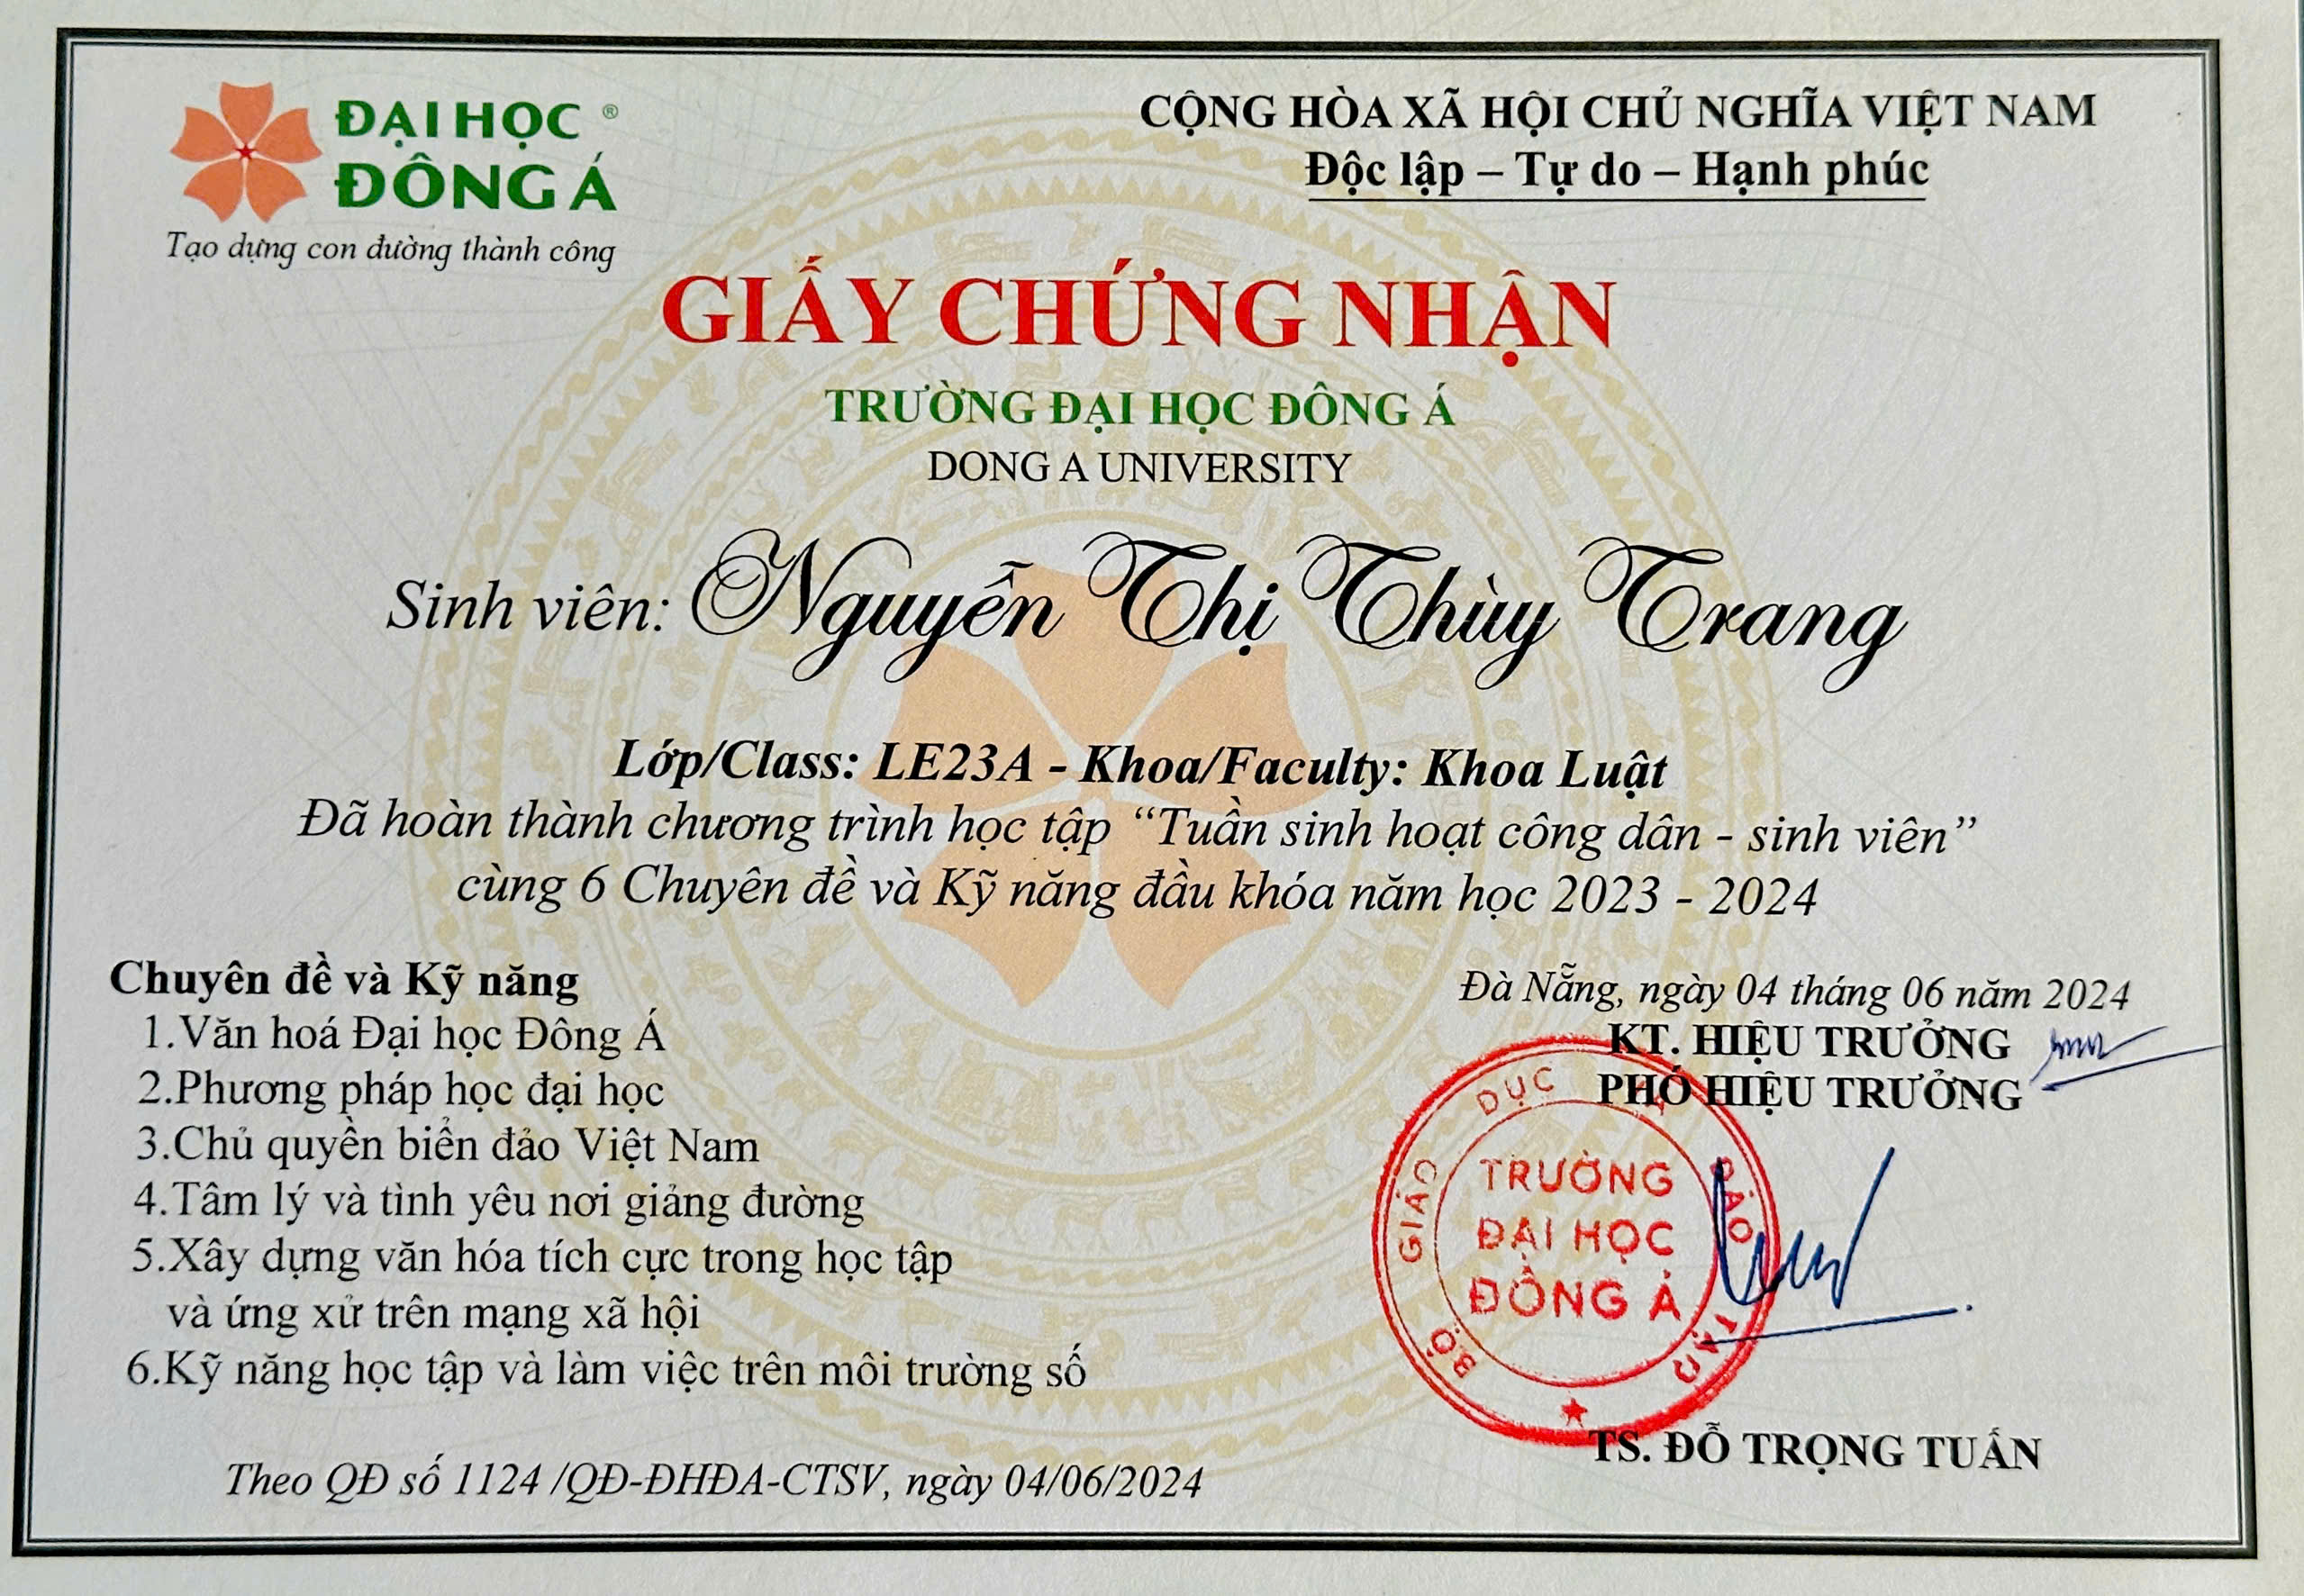 ĐẠI HỌC ®
ĐÔNG Á
Tạo dựng con đường thành công
CỘNG HÒA XÃ HỘI CHỦ NGHĨA VIỆT NAM
Độc lập – Tự do – Hạnh phúc
GIẤY CHỨNG NHẬN
TRƯỜNG ĐẠI HỌC ĐÔNG Á
DONG A UNIVERSITY
Sinh viên: Nguyễn Thị Thùy Trang
Lớp/Class: LE23A - Khoa/Faculty: Khoa Luật
Đã hoàn thành chương trình học tập “Tuần sinh hoạt công dân - sinh viên”
cùng 6 Chuyên đề và Kỹ năng đầu khóa năm học 2023 - 2024
Chuyên đề và Kỹ năng
1.Văn hoá Đại học Đông Á
2.Phương pháp học đại học
3.Chủ quyền biển đảo Việt Nam
4.Tâm lý và tình yêu nơi giảng đường
5.Xây dựng văn hóa tích cực trong học tập
và ứng xử trên mạng xã hội
6.Kỹ năng học tập và làm việc trên môi trường số
Theo QĐ số 1124 /QĐ-ĐHĐA-CTSV, ngày 04/06/2024
Đà Nẵng, ngày 04 tháng 06 năm 2024
KT. HIỆU TRƯỞNG
PHÓ HIỆU TRƯỞNG
BỘ GIÁO DỤC VÀ ĐÀO TẠO
TRƯỜNG
ĐẠI HỌC
ĐÔNG Á
TS. ĐỖ TRỌNG TUẤN